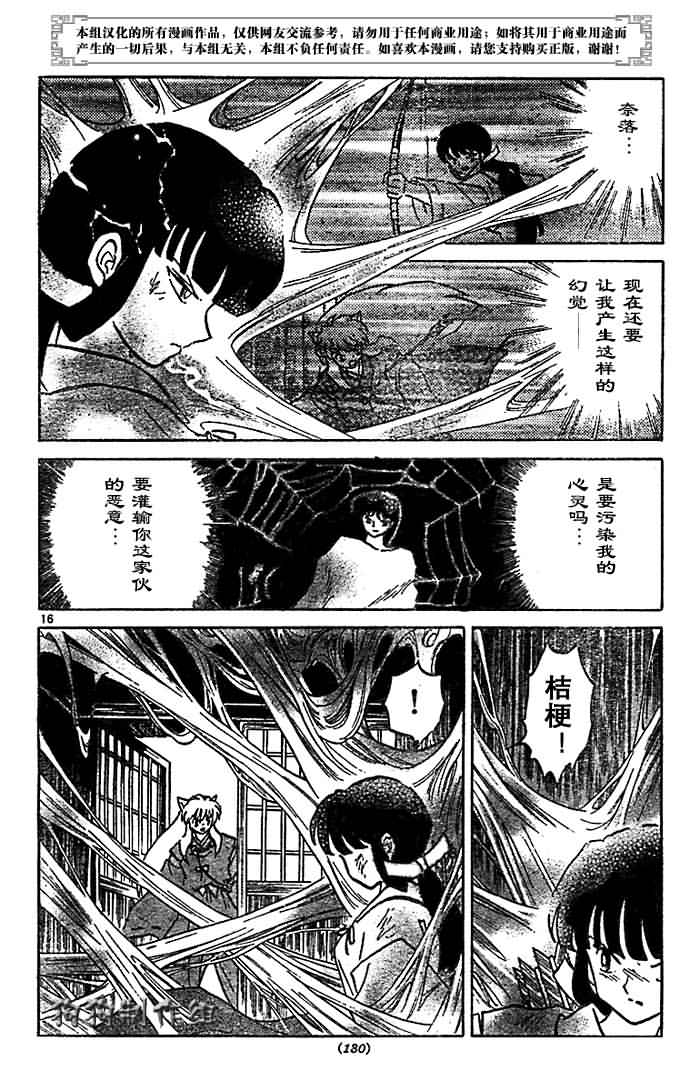 本组汉化的所有漫画作品，仅供网友交流参考，请勿用于任何商业用途；如将其用于商业用途而
产生的一切后果，与本组无关，本组不负任何责任。如喜欢本漫画，请您支持购买正版，谢谢！
奈落…
现在还要
让我产生这样的
幻觉——
是要污染我的
心灵吗…
要灌输你这家伙
的恶意…
16
桔梗！
！
狗狗制作组
(180)